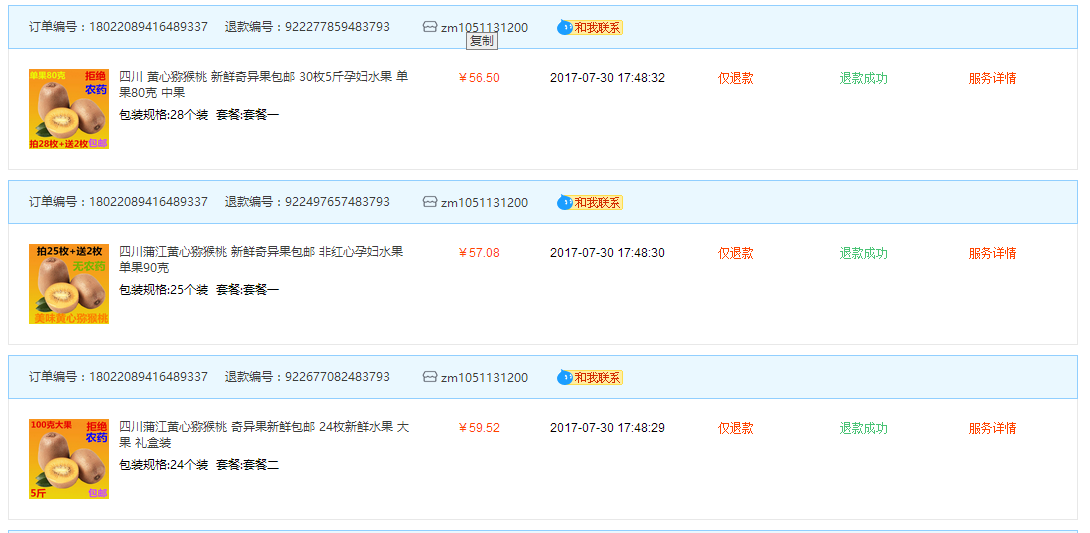 订单编号：18022089416489337 退款编号：922277859483793 zm1051131200 和我联系
复制
单果80克 拒绝
农药
拍28枚+送2枚包邮
四川 黄心猕猴桃 新鲜奇异果包邮 30枚5斤孕妇水果 单 ￥56.50 2017-07-30 17:48:32 仅退款 退款成功 服务详情
果80克 中果
包装规格:28个装 套餐:套餐一
订单编号：18022089416489337 退款编号：922497657483793 zm1051131200 和我联系
拍25枚+送2枚
无农药
美味黄心猕猴桃
四川蒲江黄心猕猴桃 新鲜奇异果包邮 非红心孕妇水果 ￥57.08 2017-07-30 17:48:30 仅退款 退款成功 服务详情
单果90克
包装规格:25个装 套餐:套餐一
订单编号：18022089416489337 退款编号：922677082483793 zm1051131200 和我联系
100克大果 拒绝
农药
5斤 包邮
四川蒲江黄心猕猴桃 奇异果新鲜包邮 24枚新鲜水果 大 ￥59.52 2017-07-30 17:48:29 仅退款 退款成功 服务详情
果 礼盒装
包装规格:24个装 套餐:套餐二